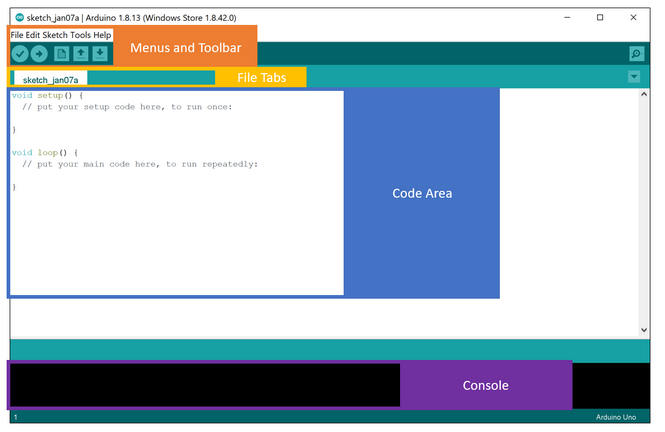 sketch_jan07a | Arduino 1.8.13 (Windows Store 1.8.42.0)
File Edit Sketch Tools Help
Menus and Toolbar
sketch_jan07a
File Tabs
void setup() {
// put your setup code here, to run once:
}
void loop() {
// put your main code here, to run repeatedly:
}
Code Area
Console
1
Arduino Uno